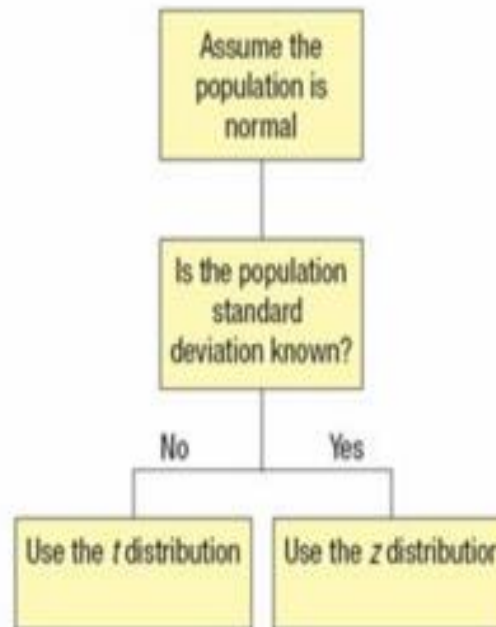 Assume the
population is
normal
Is the population
standard
deviation known?
No
Yes
Use the t distribution
Use the z distribution